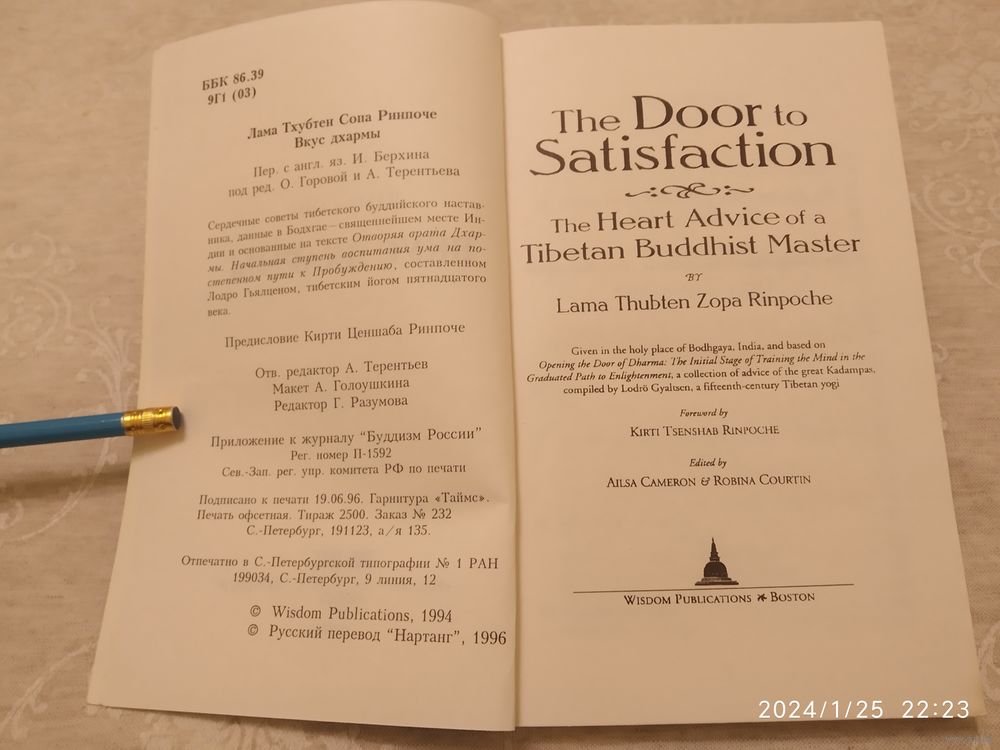 ББК 86.39
9Г1 (03)
Лама Тхубтен Сопа Ринпоче
Вкус дхармы
Пер. с англ. яз. И. Берхина
под ред. О. Горовой и А. Терентьева
Сердечные советы тибетского буддийского настав-
ника, данные в Бодхгае – священнейшем месте Ин-
дии и основанные на тексте Отворяя врата Дхар-
мы. Начальная ступень воспитания ума на по-
степенном пути к Пробуждению, составленном
Лодро Гьялценом, тибетским йогом пятнадцатого
века.
Предисловие Кирти Ценшаба Ринпоче
Отв. редактор А. Терентьев
Макет А. Голоушкина
Редактор Г. Разумова
Приложение к журналу "Буддизм России"
Рег. номер П-1592
Сев.-Зап. рег. упр. комитета РФ по печати
Подписано к печати 19.06.96. Гарнитура «Таймс».
Печать офсетная. Тираж 2500. Заказ № 232
С.-Петербург, 191123, а/я 135.
Отпечатно в С.-Петербургской типографии № 1 РАН
199034, С.-Петербург, 9 линия, 12
© Wisdom Publications, 1994
© Русский перевод "Нартанг", 1996
The Door to
Satisfaction
The Heart Advice of a
Tibetan Buddhist Master
BY
Lama Thubten Zopa Rinpoche
Given in the holy place of Bodhgaya, India, and based on
Opening the Door of Dharma: The Initial Stage of Training the Mind in the
Graduated Path to Enlightenment, a collection of advice of the great Kadampas,
compiled by Lodrö Gyaltsen, a fifteenth-century Tibetan yogi
Foreword by
KIRTI TSENSHAB RINPOCHE
Edited by
AILSA CAMERON & ROBINA COURTIN
WISDOM PUBLICATIONS BOSTON
2024/1/25 22:23